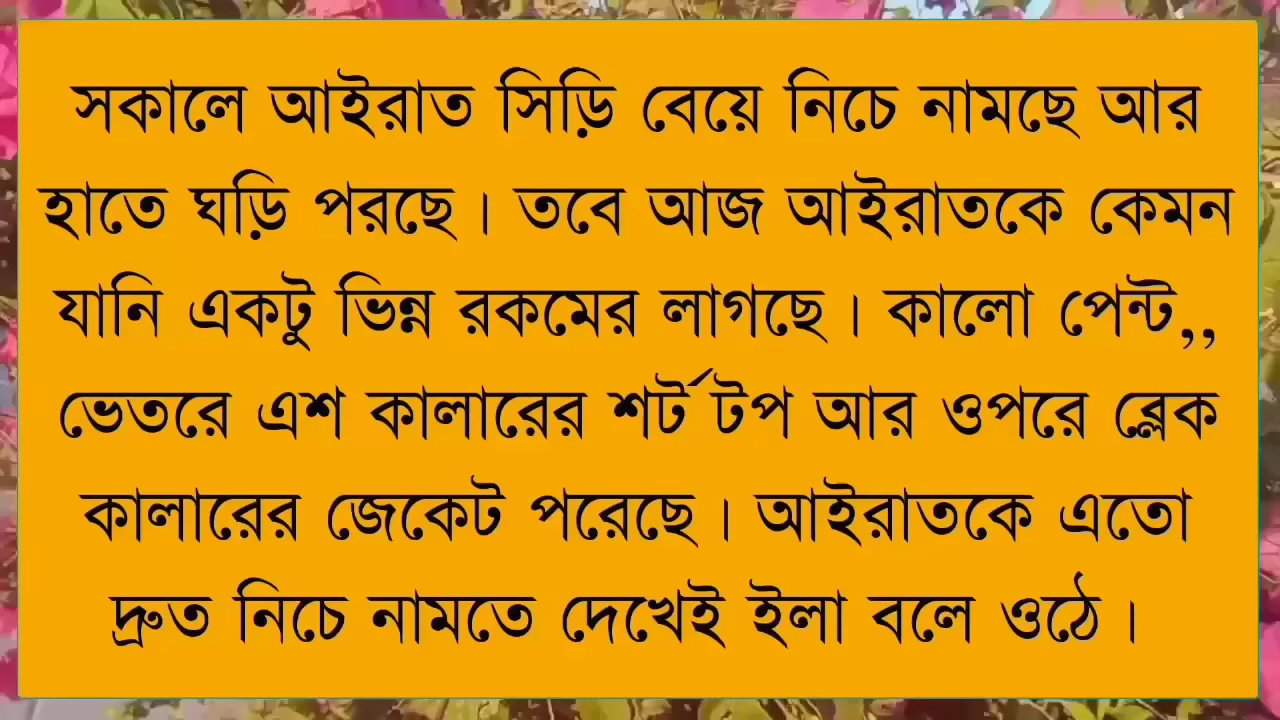 সকালে আইরাত সিড়ি বেয়ে নিচে নামছে আর
হাতে ঘড়ি পরছে। তবে আজ আইরাতকে কেমন
যানি একটু ভিন্ন রকমের লাগছে। কালো পেন্ট,,
ভেতরে এশ কালারের শর্ট টপ আর ওপরে ব্লেক
কালারের জেকেট পরেছে। আইরাতকে এতো
দ্রুত নিচে নামতে দেখেই ইলা বলে ওঠে।